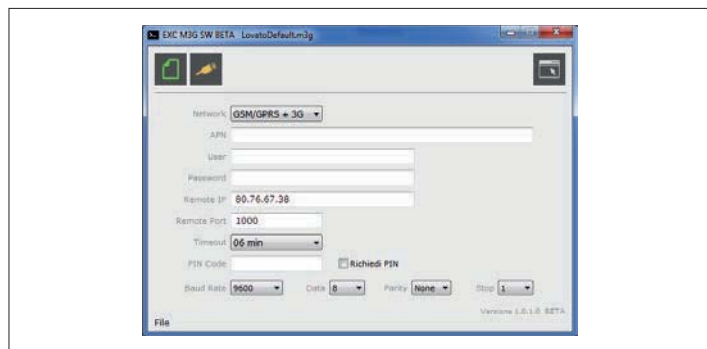 EXC M3G SW BETA LovatoDefault.m3g
Network GSM/GPRS + 3G
APN
User
Password
Remote IP 80.76.67.38
Remote Port 1000
Timeout 06 min
PIN Code Richiedi PIN
Baud Rate 9600 Data 8 Parity None Stop 1
Versione 1.0.1.0 BETA
File